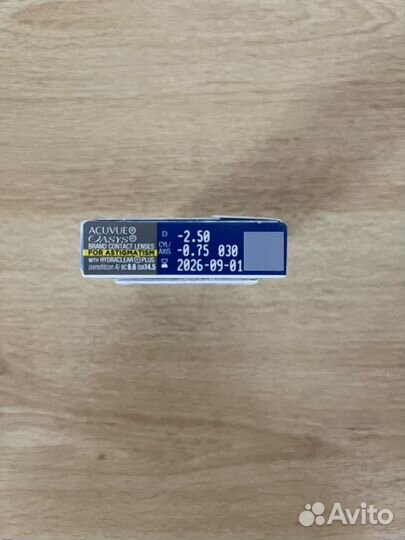 ACUVUE®
OASYS®
BRAND CONTACT LENSES
FOR ASTIGMATISM
WITH HYDRACLEAR® PLUS
(senofilcon A) BC 8.6 DIA 14.5
D -2.50
CYL/AXIS -0.75 030
2026-09-01
Avito